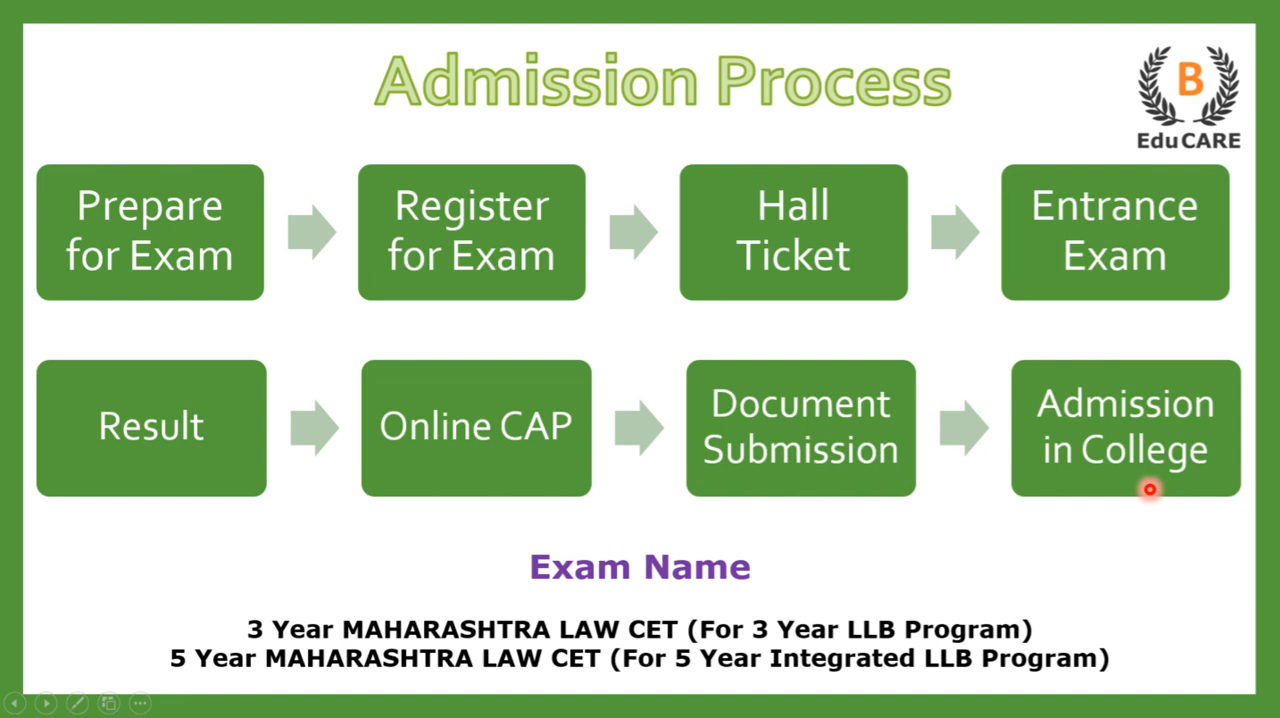 Admission Process
B
EduCARE
Prepare
for Exam
Register
for Exam
Hall
Ticket
Entrance
Exam
Result
Online CAP
Document
Submission
Admission
in College
Exam Name
3 Year MAHARASHTRA LAW CET (For 3 Year LLB Program)
5 Year MAHARASHTRA LAW CET (For 5 Year Integrated LLB Program)